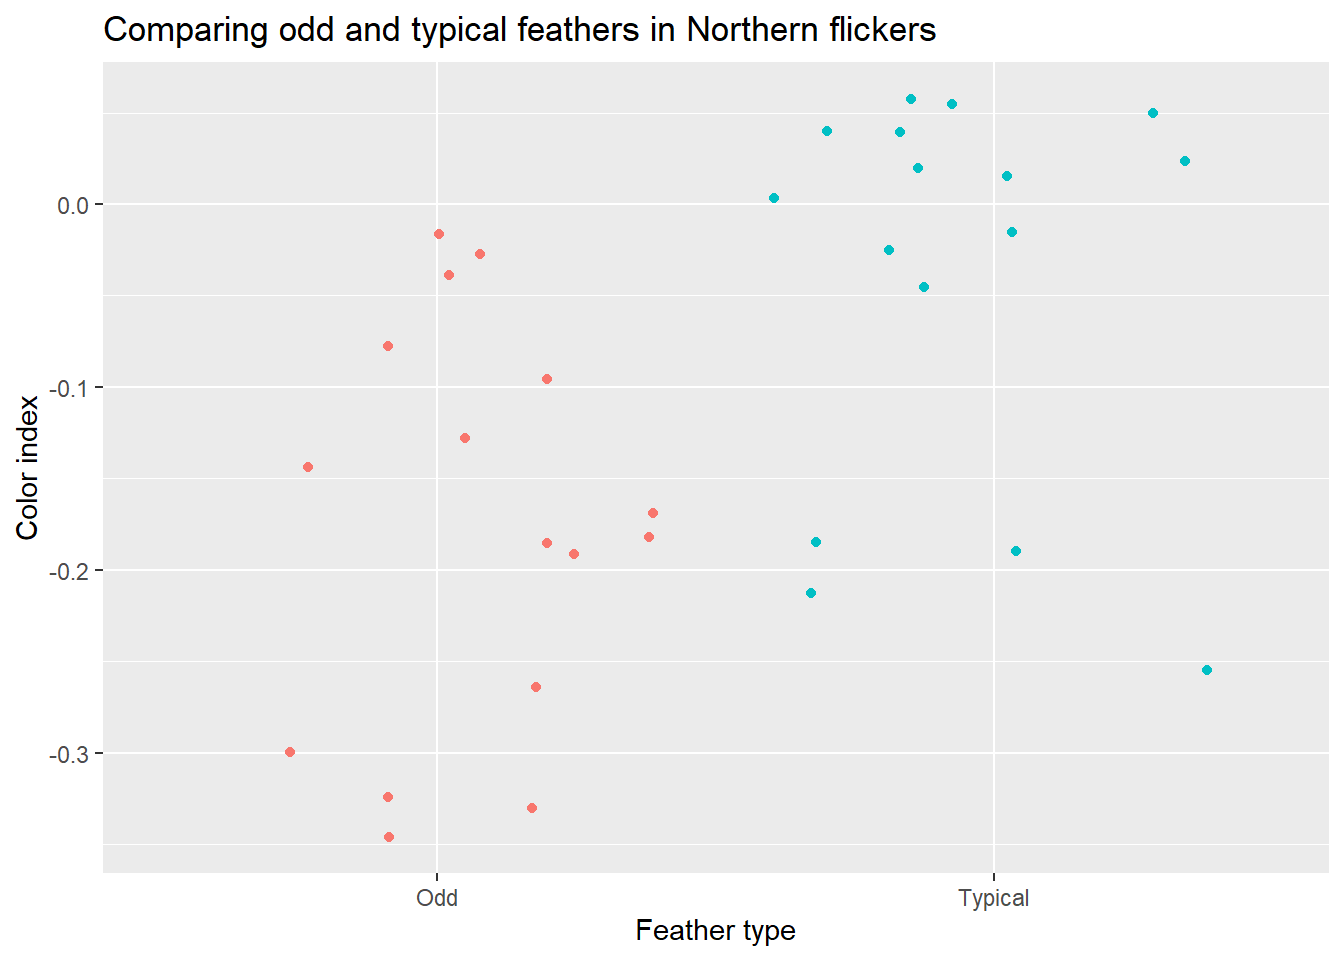 Comparing odd and typical feathers in Northern flickers
Color index
0.0
-0.1
-0.2
-0.3
Odd
Typical
Feather type